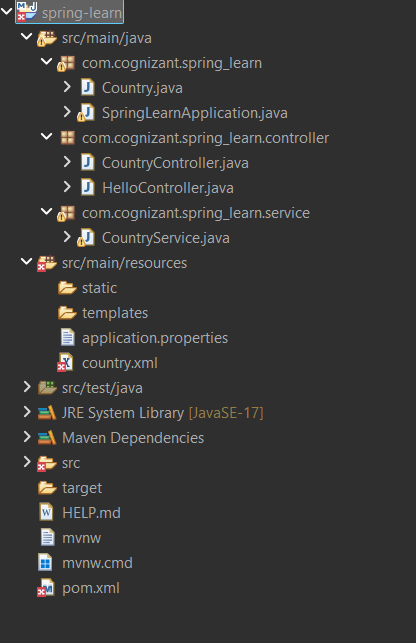 spring-learn
src/main/java
com.cognizant.spring_learn
Country.java
SpringLearnApplication.java
com.cognizant.spring_learn.controller
CountryController.java
HelloController.java
com.cognizant.spring_learn.service
CountryService.java
src/main/resources
static
templates
application.properties
country.xml
src/test/java
JRE System Library [JavaSE-17]
Maven Dependencies
src
target
HELP.md
mvnw
mvnw.cmd
pom.xml